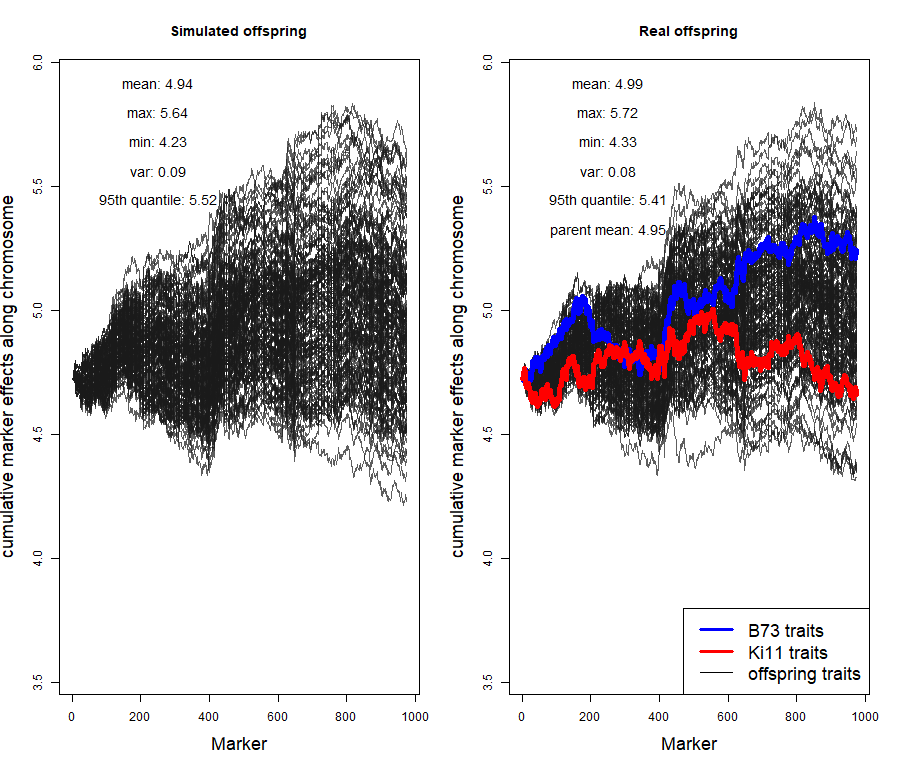 Simulated offspring
mean: 4.94
max: 5.64
min: 4.23
var: 0.09
95th quantile: 5.52
cumulative marker effects along chromosome
6.0
5.5
5.0
4.5
4.0
3.5
0 200 400 600 800 1000
Marker
Real offspring
mean: 4.99
max: 5.72
min: 4.33
var: 0.08
95th quantile: 5.41
parent mean: 4.95
cumulative marker effects along chromosome
6.0
5.5
5.0
4.5
4.0
3.5
B73 traits
Ki11 traits
offspring traits
0 200 400 600 800 1000
Marker